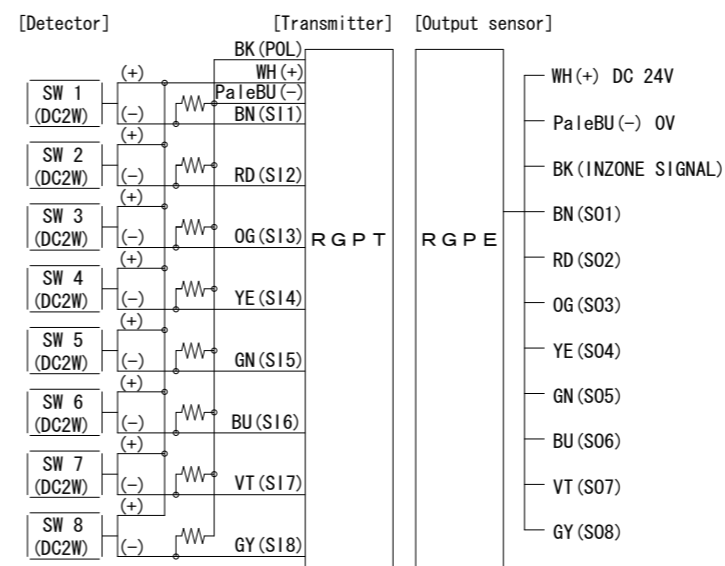 [Detector] [Transmitter] [Output sensor]
BK(POL)
(+) WH(+)
SW 1 PaleBU(-)
(DC2W) (-) BN(SI1)
(+)
SW 2
(DC2W) (-) RD(SI2)
(+)
SW 3
(DC2W) (-) OG(SI3)
(+)
SW 4
(DC2W) (-) YE(SI4)
(+)
SW 5
(DC2W) (-) GN(SI5)
(+)
SW 6
(DC2W) (-) BU(SI6)
(+)
SW 7
(DC2W) (-) VT(SI7)
(+)
SW 8
(DC2W) (-) GY(SI8)
RGPT
RGPE
WH(+) DC 24V
PaleBU(-) 0V
BK(INZONE SIGNAL)
BN(SO1)
RD(SO2)
OG(SO3)
YE(SO4)
GN(SO5)
BU(SO6)
VT(SO7)
GY(SO8)